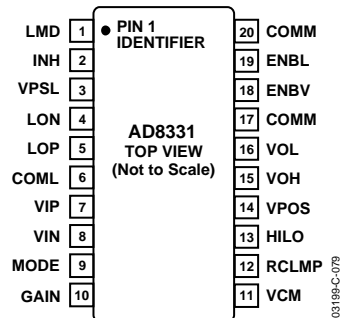 LMD 1 PIN 1 20 COMM
IDENTIFIER
INH 2 19 ENBL
VPSL 3 18 ENBV
LON 4 17 COMM
AD8331
LOP 5 TOP VIEW 16 VOL
(Not to Scale)
COML 6 15 VOH
VIP 7 14 VPOS
VIN 8 13 HILO
MODE 9 12 RCLMP
GAIN 10 11 VCM
03199-C-079